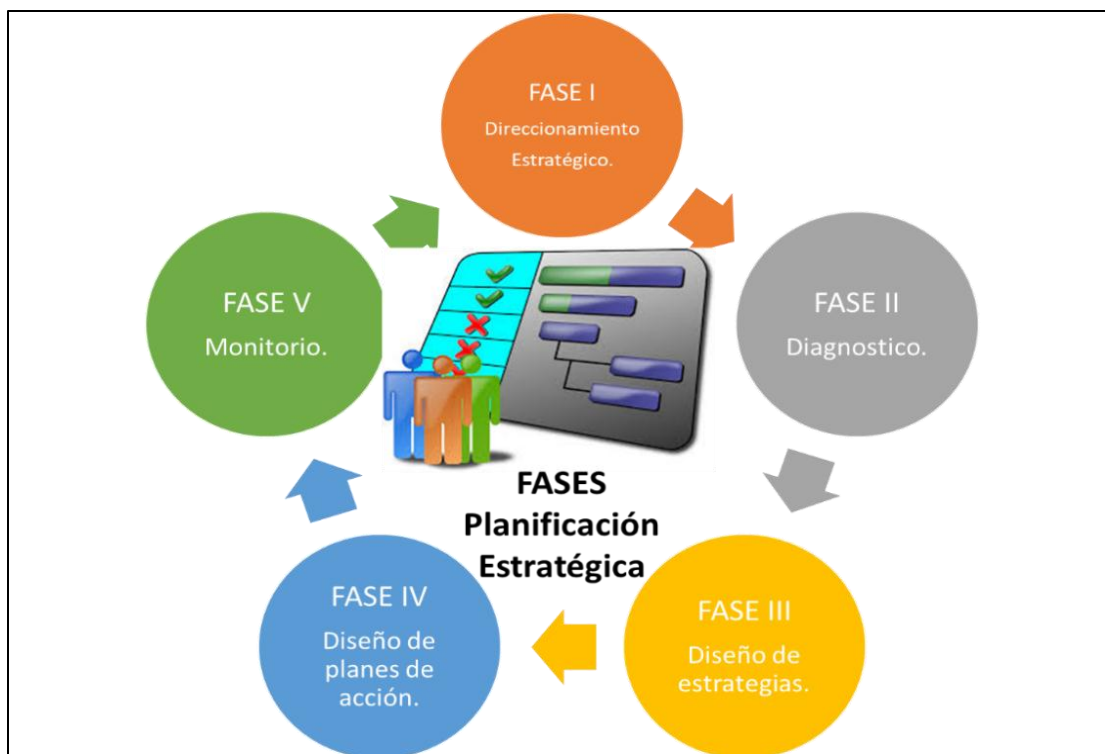 FASE I
Direccionamiento
Estratégico.
FASE II
Diagnostico.
FASE III
Diseño de
estrategias.
FASE IV
Diseño de
planes de
acción.
FASE V
Monitorio.
FASES
Planificación
Estratégica